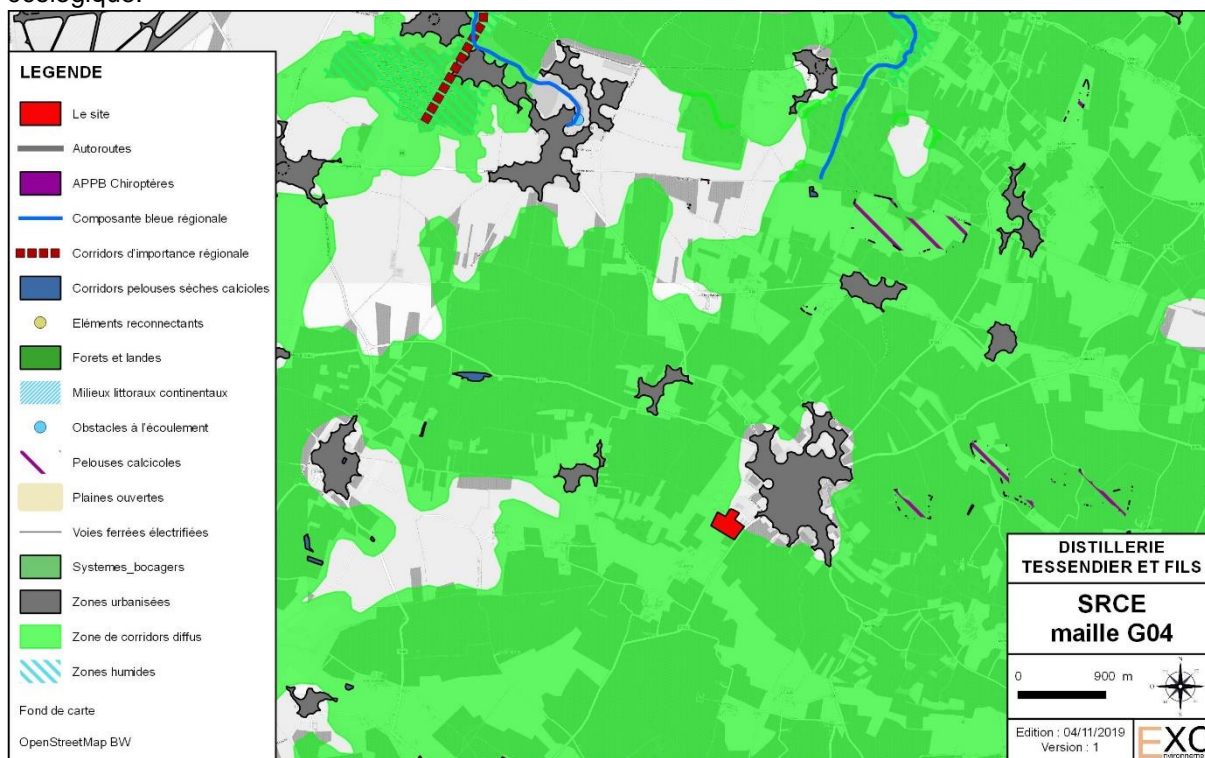 écologique.
LEGENDE
Le site
Autoroutes
APPB Chiroptères
Composante bleue régionale
Corridors d'importance régionale
Corridors pelouses sèches calcioles
Eléments reconnectants
Forets et landes
Milieux littoraux continentaux
Obstacles à l'écoulement
Pelouses calcicoles
Plaines ouvertes
Voies ferrées électrifiées
Systemes_bocagers
Zones urbanisées
Zone de corridors diffus
Zones humides
Fond de carte
OpenStreetMap BW
DISTILLERIE
TESSENDIER ET FILS
SRCE
maille G04
0 900 m
Edition : 04/11/2019
Version : 1